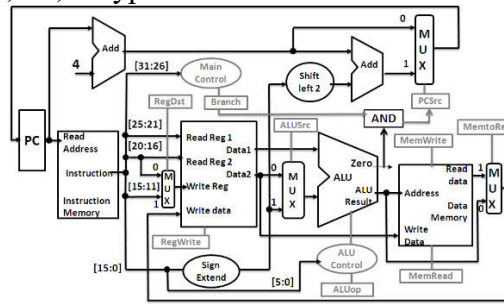 0
Add
Add
M
U
X
4
[31:26]
Main
Control
Shift
left 2
1
Branch
PCSrc
RegDst
AND
[25:21]
ALUSrc
MemWrite
PC
Read
Address
Read Reg 1
Data1
Zero
MemtoRe
[20:16]
Read Reg 2
Data2
0
Read
data
1
Instruction
0
M
U
X
M
U
X
ALU
ALU
Result
Address
M
U
X
[15:11]
Write Reg
Data
Memory
Instruction
Memory
1
Write data
1
0
Write
Data
RegWrite
[15:0]
Sign
Extend
[5:0]
ALU
Control
MemRead
ALUop